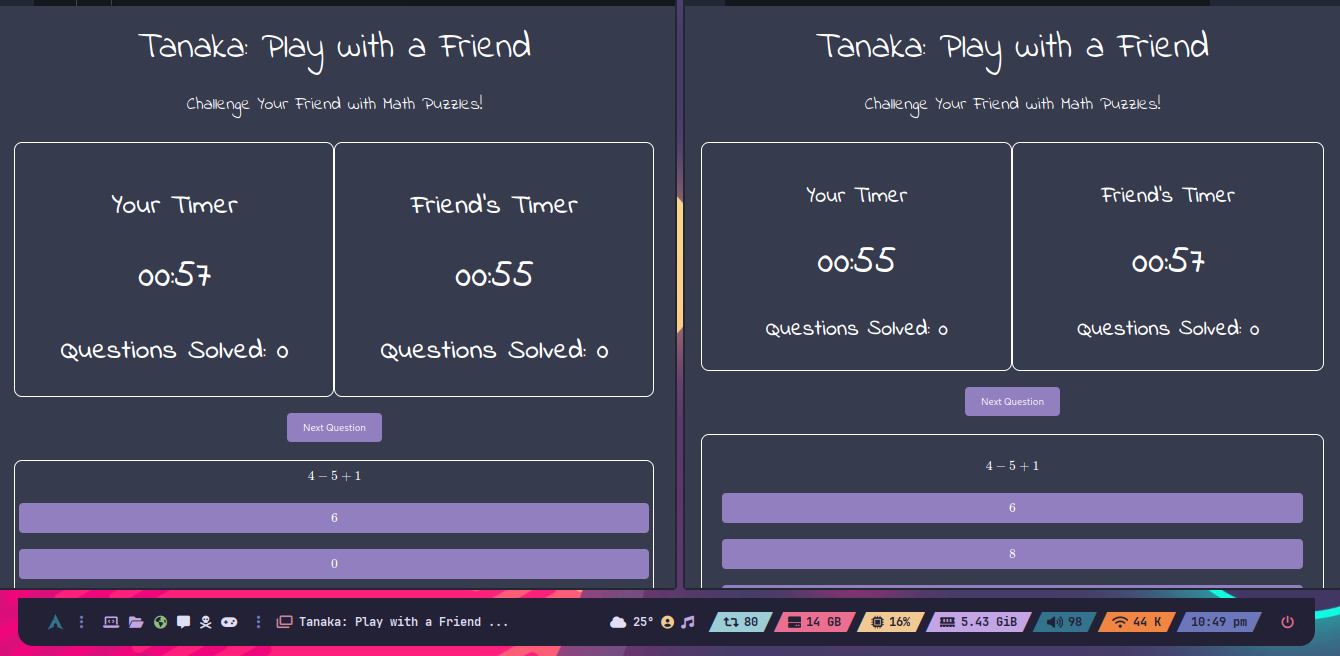 Tanaka: Play with a Friend
Challenge Your Friend with Math Puzzles!
Your Timer
00:57
Questions Solved: 0
Friend's Timer
00:55
Questions Solved: 0
Next Question
4 − 5 + 1
6
0
Tanaka: Play with a Friend
Challenge Your Friend with Math Puzzles!
Your Timer
00:55
Questions Solved: 0
Friend's Timer
00:57
Questions Solved: 0
Next Question
4 − 5 + 1
6
8
Tanaka: Play with a Friend ... 25° 80 14 GB 16% 5.43 GiB 98 44 K 10:49 pm